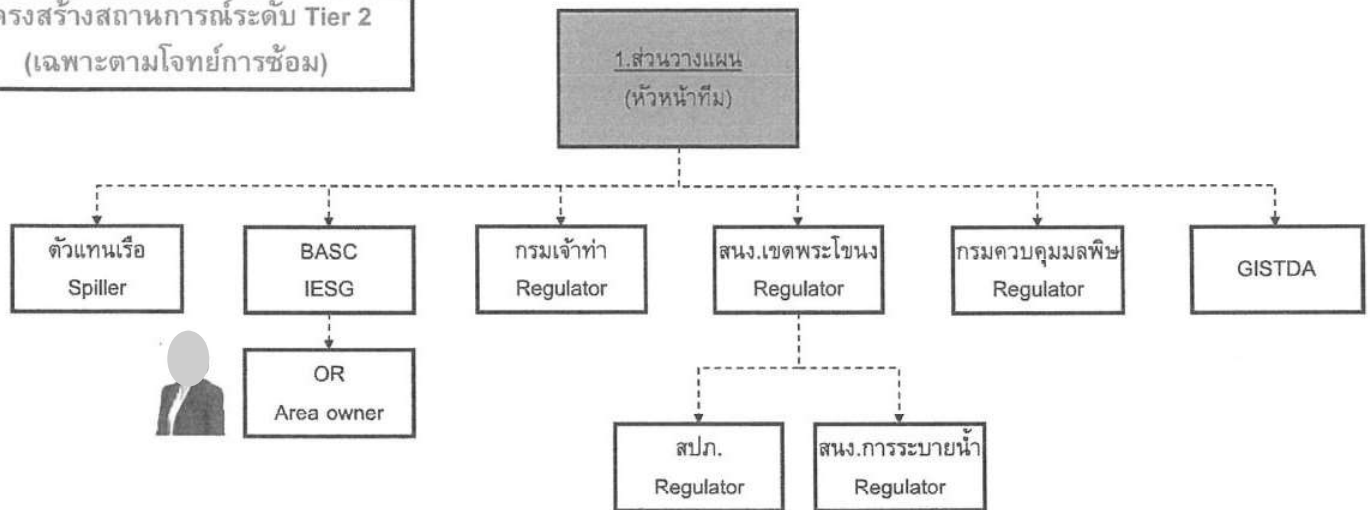 โครงสร้างสถานการณ์ระดับ Tier 2
(เฉพาะตามโจทย์การซ้อม)
1.ส่วนวางแผน
(หัวหน้าทีม)
ตัวแทนเรือ
Spiller
BASC
IESG
กรมเจ้าท่า
Regulator
สนง.เขตพระโขนง
Regulator
กรมควบคุมมลพิษ
Regulator
GISTDA
OR
Area owner
สปภ.
Regulator
สนง.การระบายน้ำ
Regulator